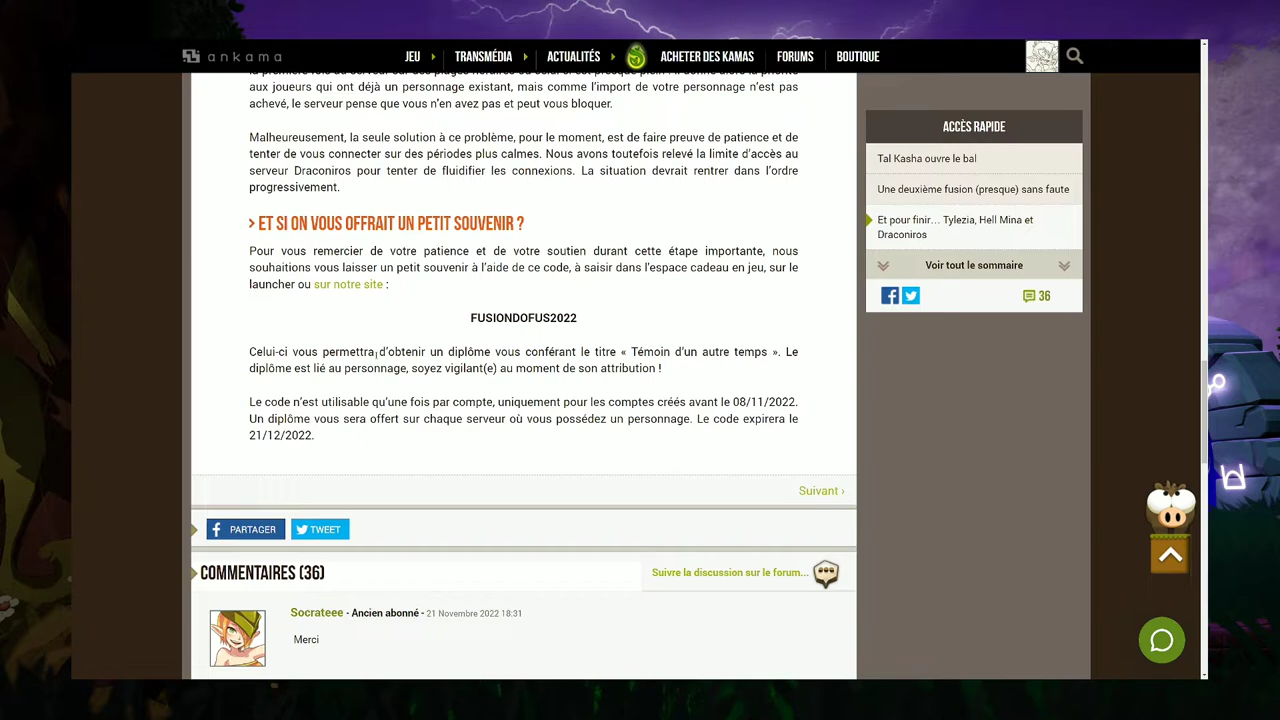 ankama
JEU
TRANSMÉDIA
ACTUALITÉS
ACHETER DES KAMAS
FORUMS
BOUTIQUE
aux joueurs qui ont déjà un personnage existant, mais comme l'import de votre personnage n'est pas
achevé, le serveur pense que vous n'en avez pas et peut vous bloquer.
Malheureusement, la seule solution à ce problème, pour le moment, est de faire preuve de patience et de
tenter de vous connecter sur des périodes plus calmes. Nous avons toutefois relevé la limite d'accès au
serveur Draconiros pour tenter de fluidifier les connexions. La situation devrait rentrer dans l'ordre
progressivement.
> ET SI ON VOUS OFFRAIT UN PETIT SOUVENIR ?
Pour vous remercier de votre patience et de votre soutien durant cette étape importante, nous
souhaitions vous laisser un petit souvenir à l'aide de ce code, à saisir dans l'espace cadeau en jeu, sur le
launcher ou sur notre site :
FUSIONDOFUS2022
Celui-ci vous permettra d'obtenir un diplôme vous conférant le titre « Témoin d'un autre temps ». Le
diplôme est lié au personnage, soyez vigilant(e) au moment de son attribution !
Le code n'est utilisable qu'une fois par compte, uniquement pour les comptes créés avant le 08/11/2022.
Un diplôme vous sera offert sur chaque serveur où vous possédez un personnage. Le code expirera le
21/12/2022.
Suivant ›
PARTAGER
TWEET
COMMENTAIRES (36)
Suivre la discussion sur le forum...
Socrateee - Ancien abonné - 21 Novembre 2022 18:31
Merci
ACCÈS RAPIDE
Tal Kasha ouvre le bal
Une deuxième fusion (presque) sans faute
Et pour finir... Tylezia, Hell Mina et
Draconiros
Voir tout le sommaire
36